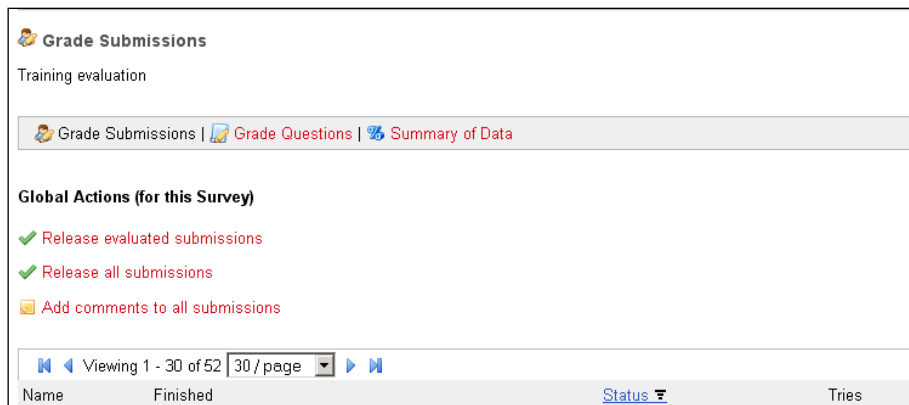 Grade Submissions
Training evaluation
Grade Submissions | Grade Questions | Summary of Data
Global Actions (for this Survey)
Release evaluated submissions
Release all submissions
Add comments to all submissions
Viewing 1 - 30 of 52 30 / page
Name Finished Status Tries